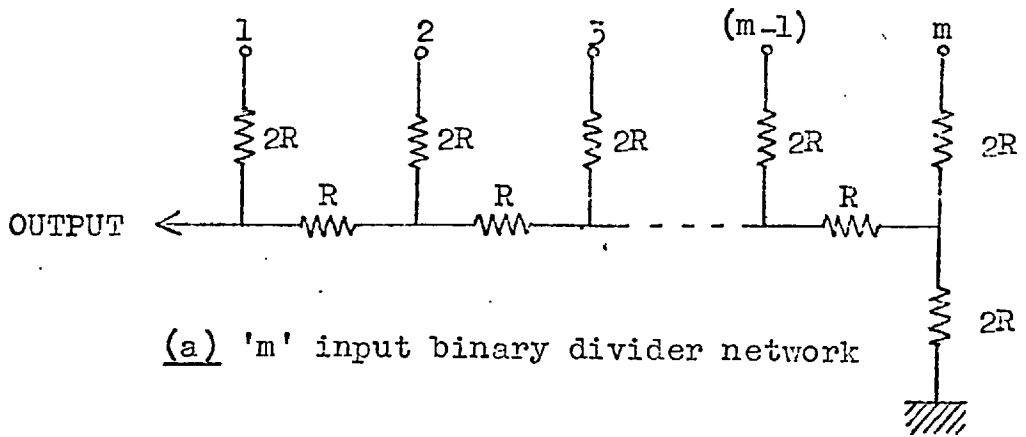 1 2 3 (m-1) m
2R 2R 2R 2R 2R
R R R
OUTPUT
2R
(a) 'm' input binary divider network